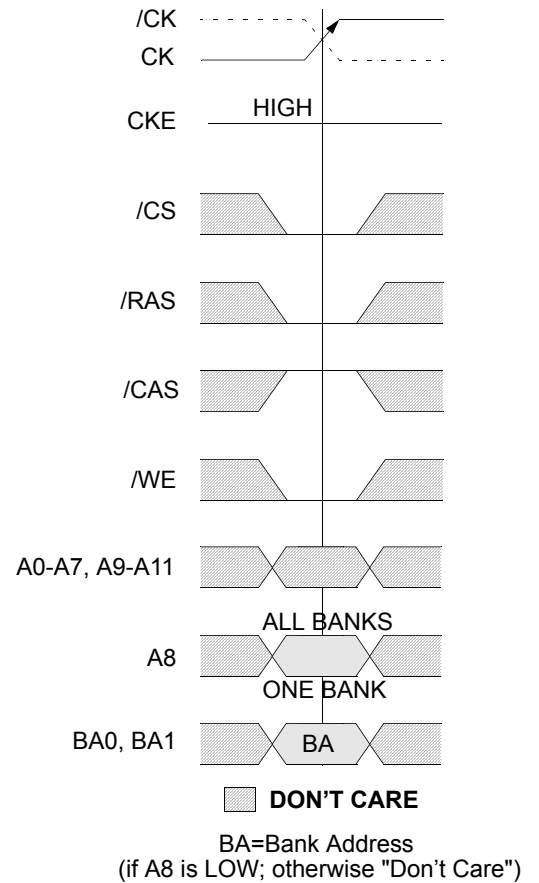 /CK
CK
CKE
HIGH
/CS
/RAS
/CAS
/WE
A0-A7, A9-A11
ALL BANKS
A8
ONE BANK
BA0, BA1
BA
DON'T CARE
BA=Bank Address
(if A8 is LOW; otherwise "Don't Care")